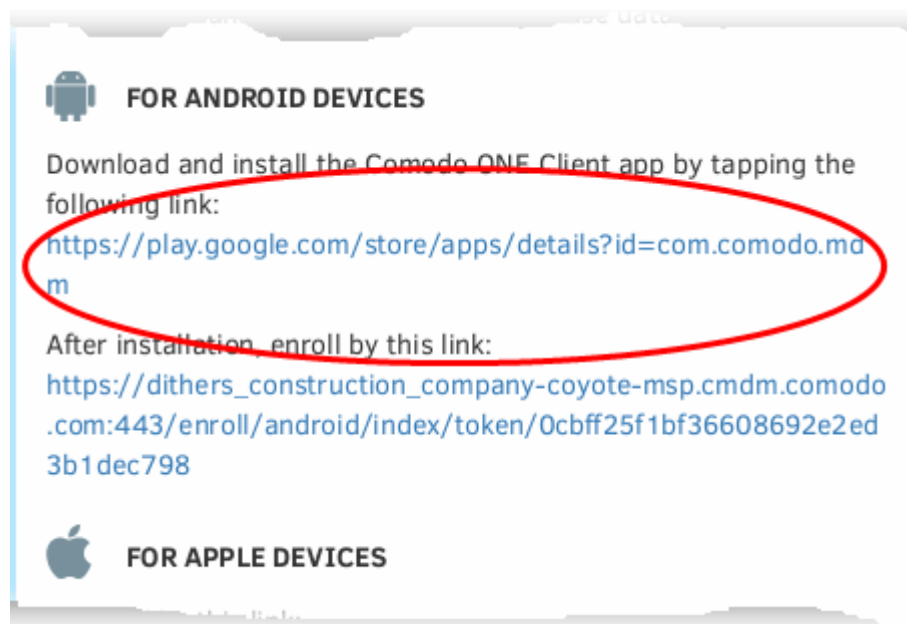 FOR ANDROID DEVICES
Download and install the Comodo ONE Client app by tapping the
following link:
https://play.google.com/store/apps/details?id=com.comodo.md
m
After installation, enroll by this link:
https://dithers_construction_company-coyote-msp.cmdm.comodo
.com:443/enroll/android/index/token/0cbff25f1bf36608692e2ed
3b1dec798
FOR APPLE DEVICES